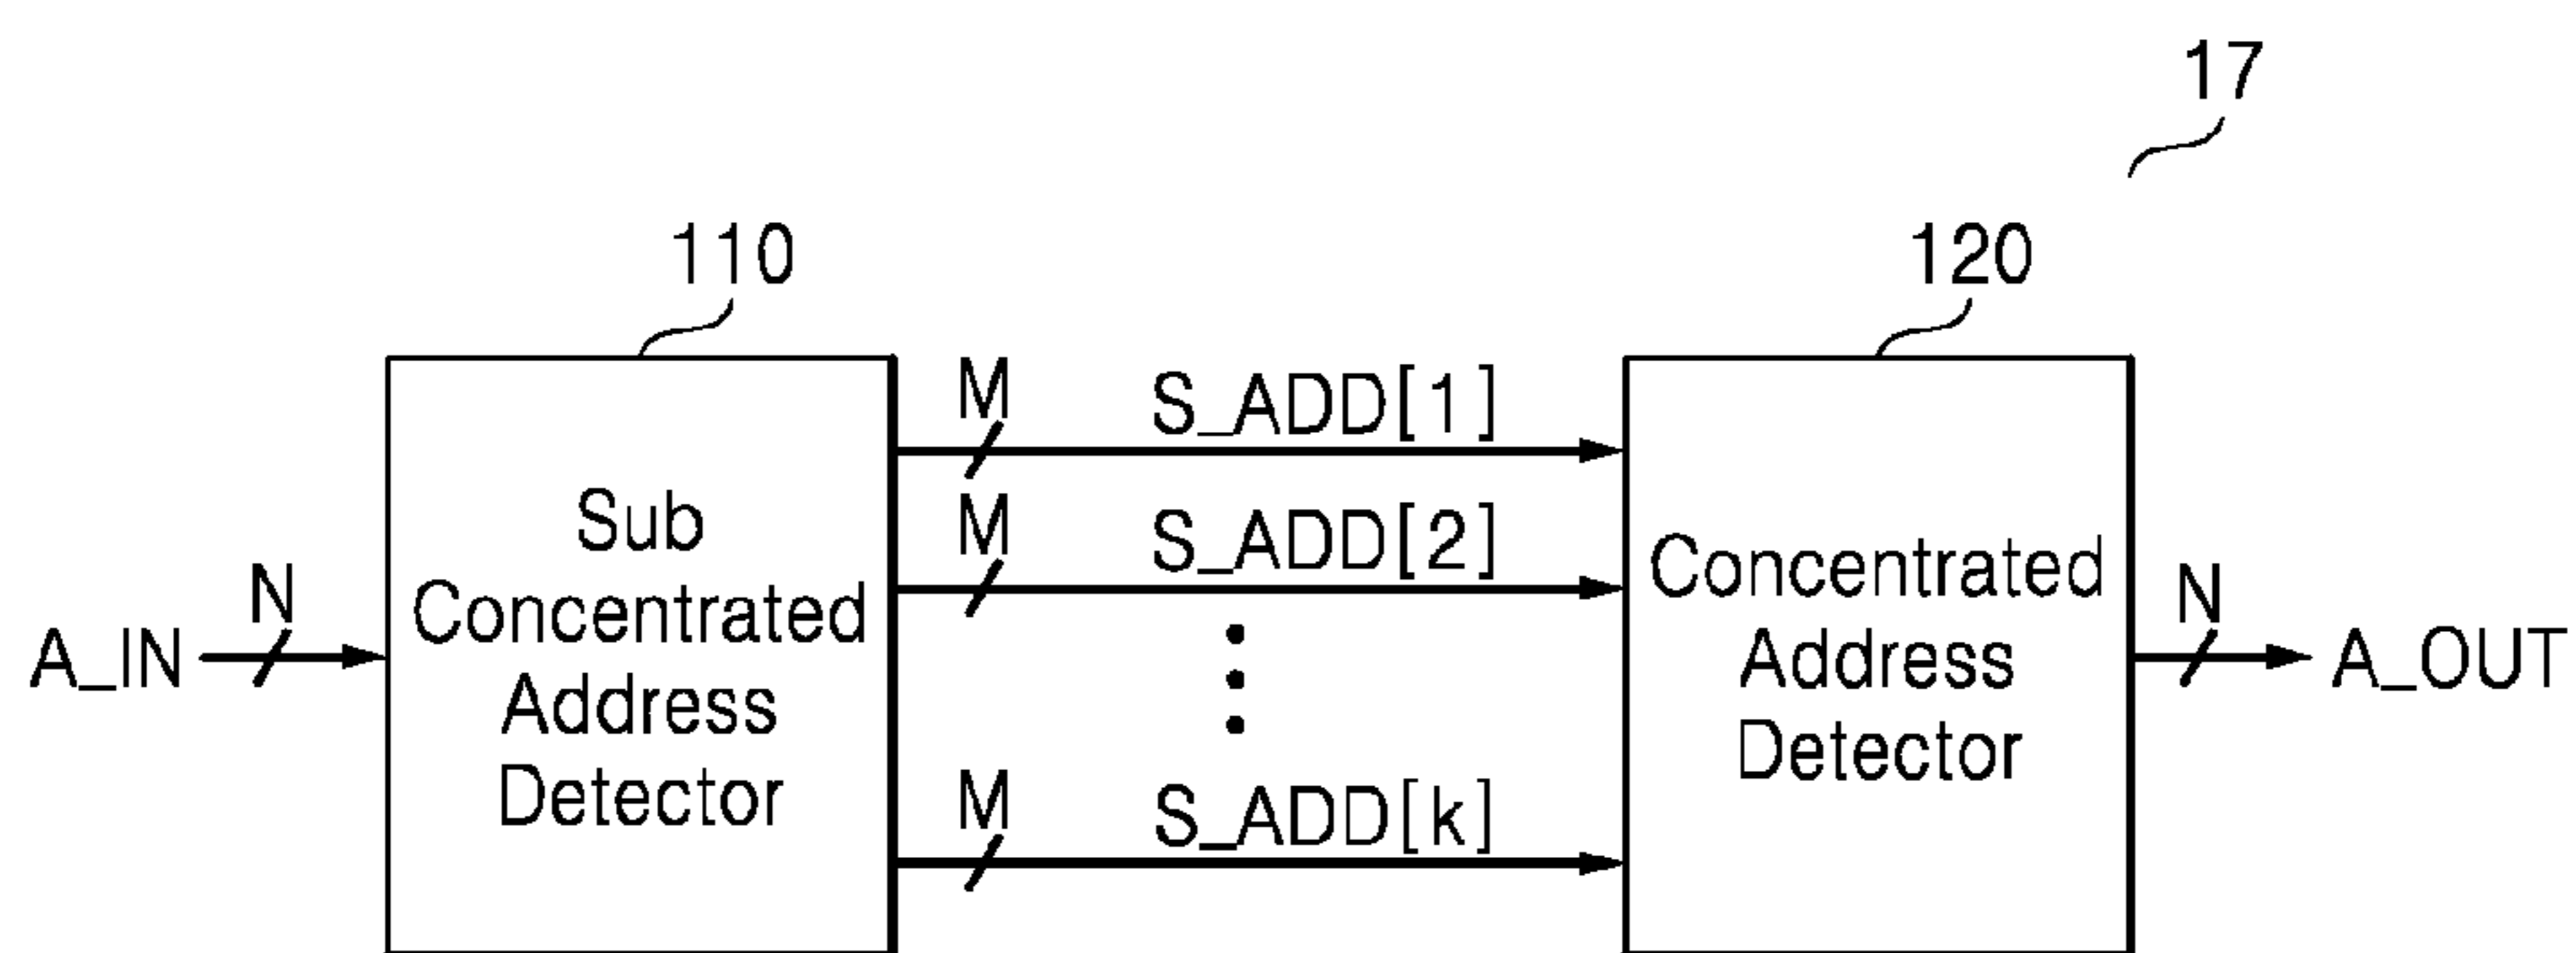 17
110
120
M
S_ADD[1]
M
S_ADD[2]
M
S_ADD[k]
A_IN
N
Sub
Concentrated
Address
Detector
Concentrated
Address
Detector
N
A_OUT